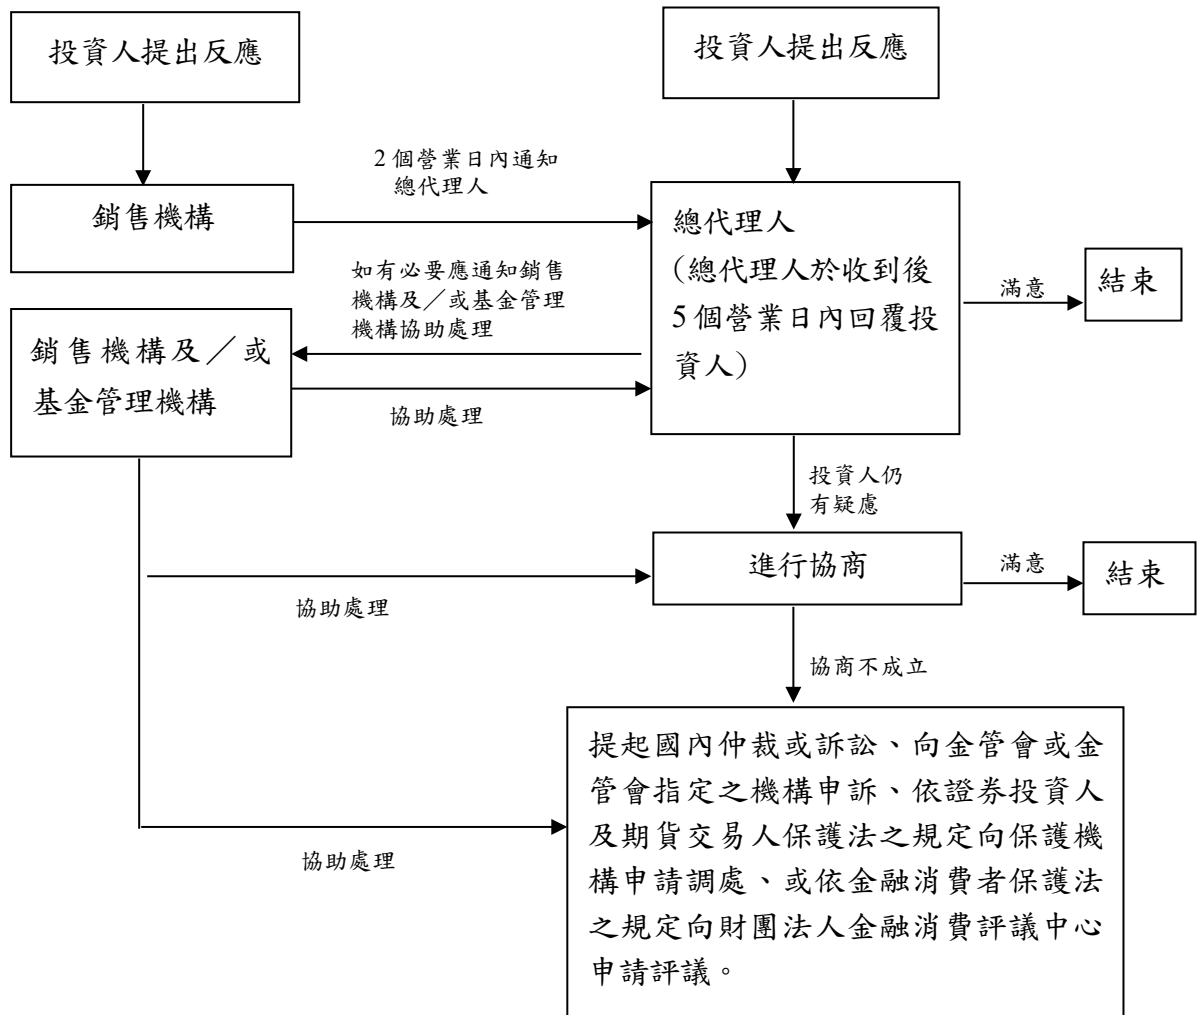 投資人提出反應
投資人提出反應
2個營業日內通知
總代理人
銷售機構
總代理人
(總代理人於收到後
5個營業日內回覆投
資人)
滿意
結束
如有必要應通知銷售
機構及／或基金管理
機構協助處理
銷售機構及／或
基金管理機構
協助處理
投資人仍
有疑慮
進行協商
滿意
結束
協助處理
協商不成立
提起國內仲裁或訴訟、向金管會或金
管會指定之機構申訴、依證券投資人
及期貨交易人保護法之規定向保護機
構申請調處、或依金融消費者保護法
之規定向財團法人金融消費評議中心
申請評議。
協助處理